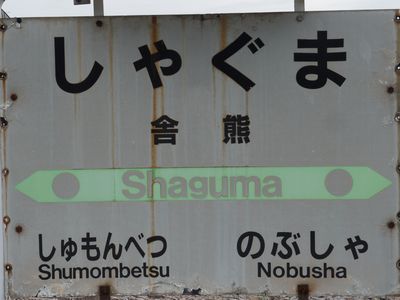 しゃぐま
舎熊
Shaguma
しゅもんべつ のぶしゃ
Shumombetsu Nobusha